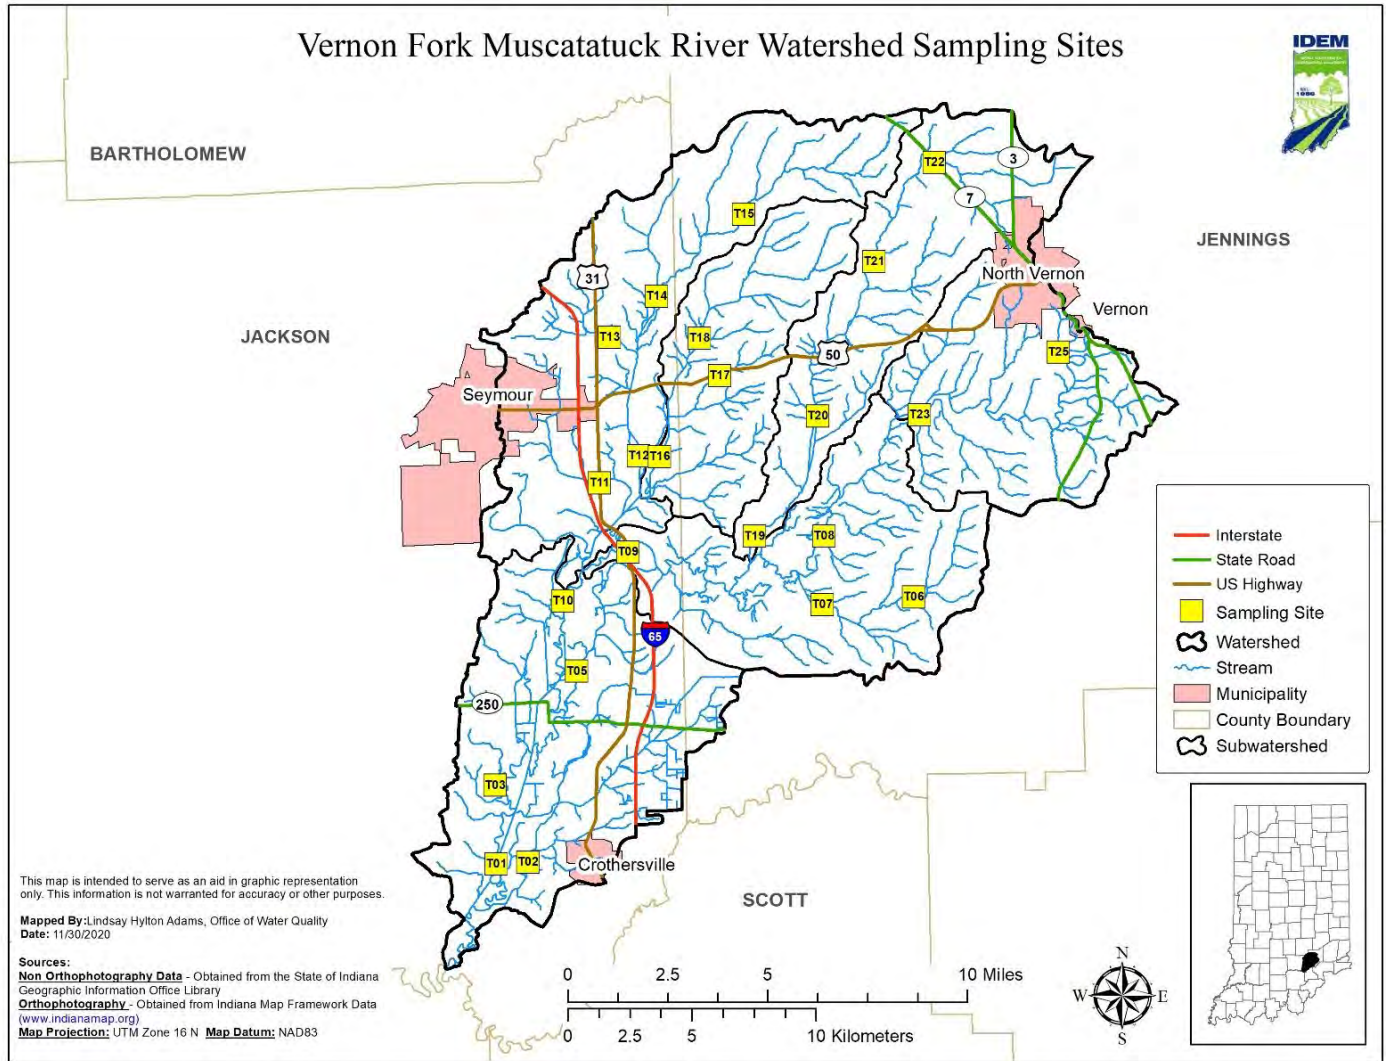 Vernon Fork Muscatatuck River Watershed Sampling Sites
IDEM
BARTHOLOMEW
T22
3
7
T15
JENNINGS
T21
North Vernon
31
T14
Vernon
JACKSON
T13
T18
50
T25
T17
Seymour
T20
T23
T12
T16
T11
T19
T08
T09
T10
T07
T06
65
T05
250
T03
T01
T02
Crothersville
SCOTT
Interstate
State Road
US Highway
Sampling Site
Watershed
Stream
Municipality
County Boundary
Subwatershed
This map is intended to serve as an aid in graphic representation
only. This information is not warranted for accuracy or other purposes.
Mapped By:Lindsay Hylton Adams, Office of Water Quality
Date: 11/30/2020
Sources:
Non Orthophotography Data - Obtained from the State of Indiana
Geographic Information Office Library
Orthophotography - Obtained from Indiana Map Framework Data
(www.indianamap.org)
Map Projection: UTM Zone 16 N Map Datum: NAD83
0 2.5 5 10 Miles
0 2.5 5 10 Kilometers
N
W E
S